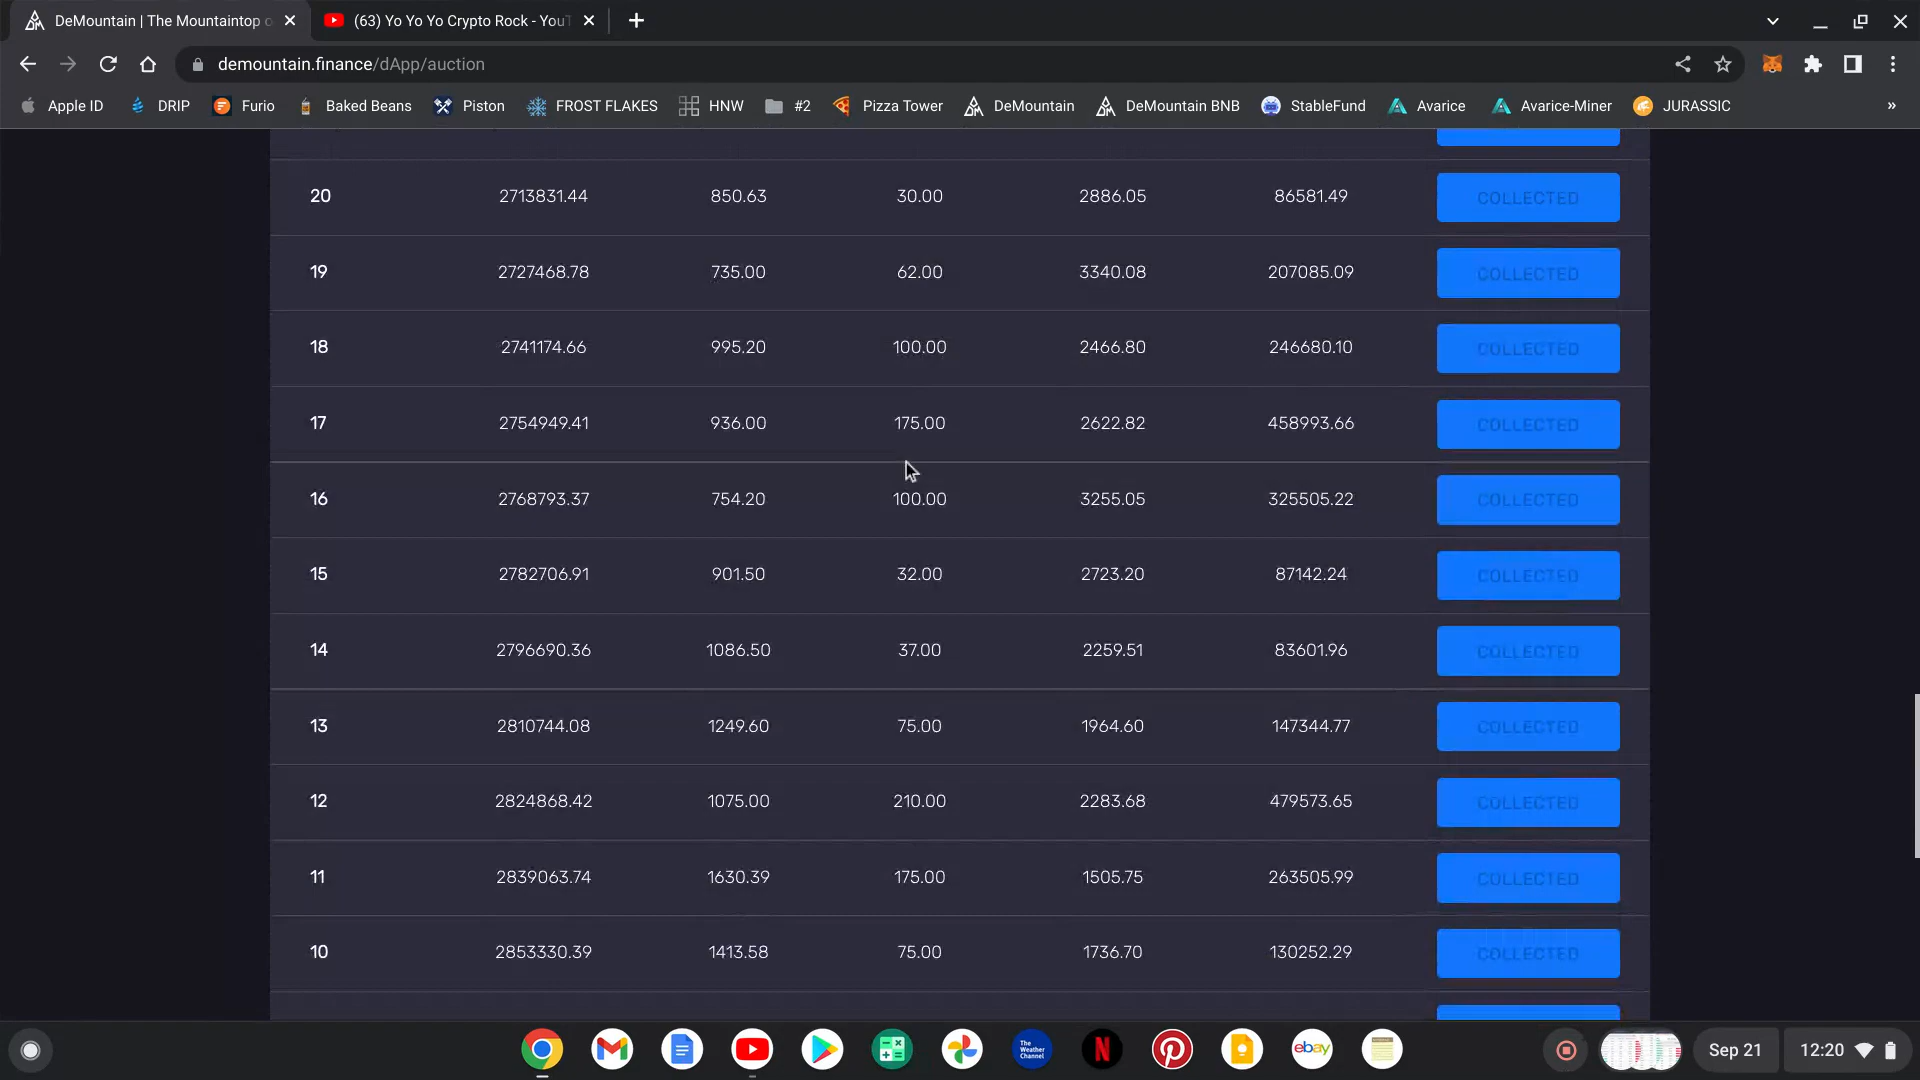 DeMountain | The Mountaintop o
(63) Yo Yo Yo Crypto Rock - YouT
demountain.finance/dApp/auction
Apple ID DRIP Furio Baked Beans Piston FROST FLAKES HNW #2 Pizza Tower DeMountain DeMountain BNB StableFund Avarice Avarice-Miner JURASSIC »
20 2713831.44 850.63 30.00 2886.05 86581.49 COLLECTED
19 2727468.78 735.00 62.00 3340.08 207085.09 COLLECTED
18 2741174.66 995.20 100.00 2466.80 246680.10 COLLECTED
17 2754949.41 936.00 175.00 2622.82 458993.66 COLLECTED
16 2768793.37 754.20 100.00 3255.05 325505.22 COLLECTED
15 2782706.91 901.50 32.00 2723.20 87142.24 COLLECTED
14 2796690.36 1086.50 37.00 2259.51 83601.96 COLLECTED
13 2810744.08 1249.60 75.00 1964.60 147344.77 COLLECTED
12 2824868.42 1075.00 210.00 2283.68 479573.65 COLLECTED
11 2839063.74 1630.39 175.00 1505.75 263505.99 COLLECTED
10 2853330.39 1413.58 75.00 1736.70 130252.29 COLLECTED
The Weather Channel
N
ebay
Sep 21
12:20